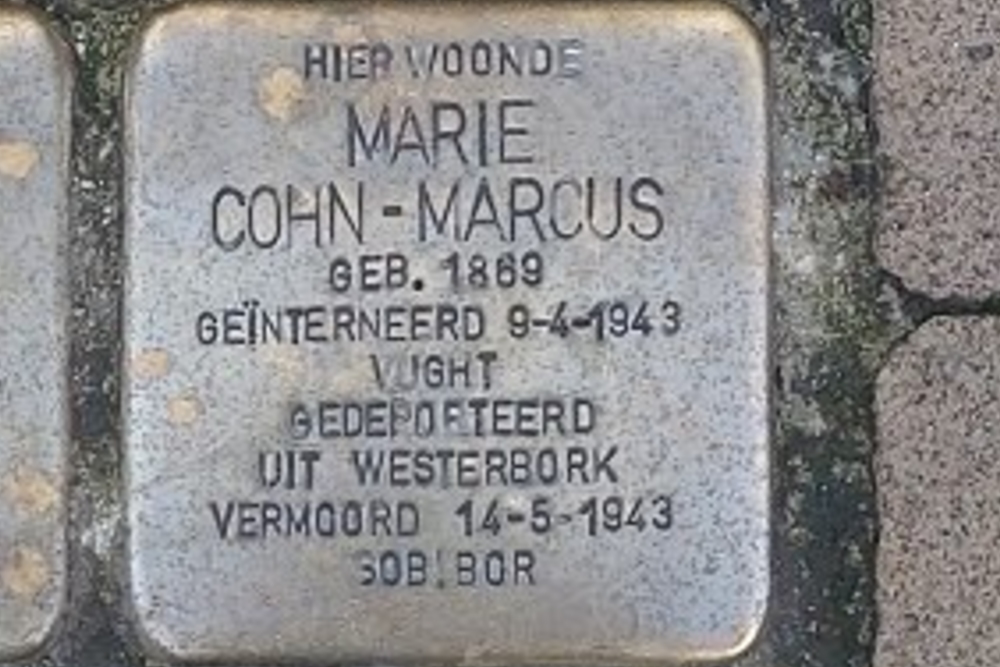 HIER WOONDE
MARIE
COHN-MARCUS
GEB. 1869
GEÏNTERNEERD 9-4-1943
VUGHT
GEDEPORTEERD
UIT WESTERBORK
VERMOORD 14-5-1943
SOBIBOR